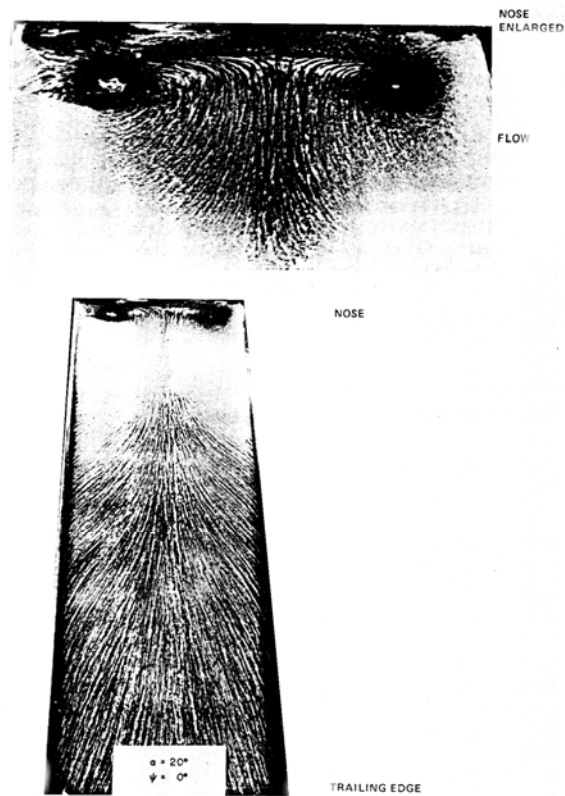 NOSE
ENLARGED
FLOW
NOSE
α = 20°
ψ = 0°
TRAILING EDGE